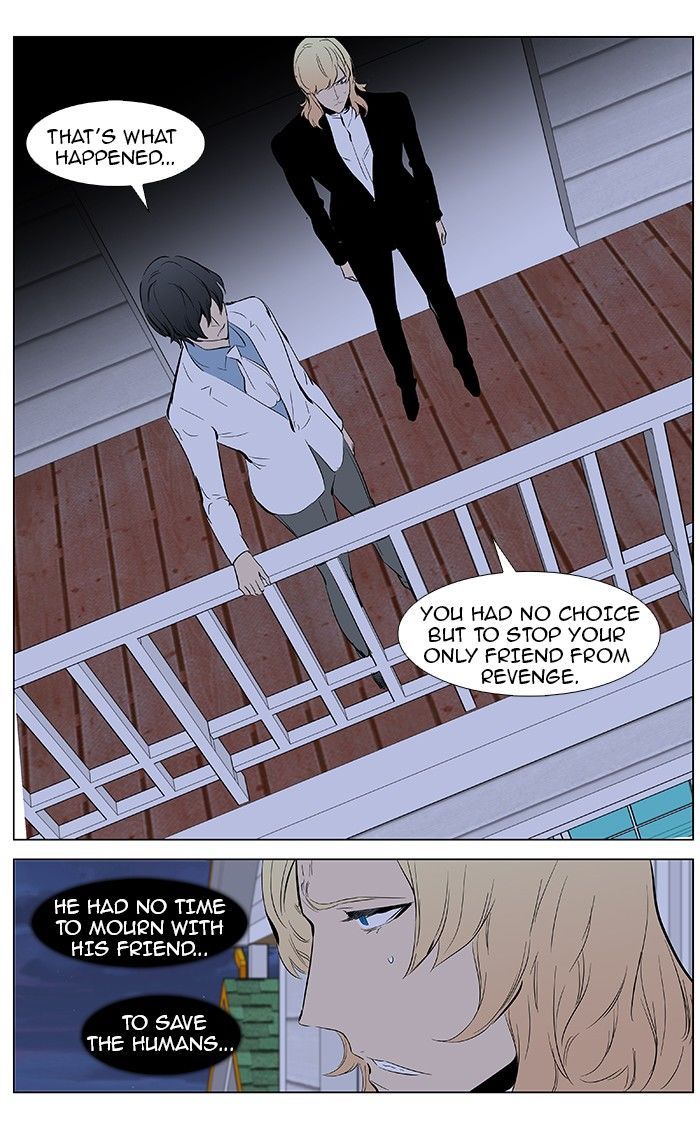 THAT'S WHAT
HAPPENED...
YOU HAD NO CHOICE
BUT TO STOP YOUR
ONLY FRIEND FROM
REVENGE.
HE HAD NO TIME
TO MOURN WITH
HIS FRIEND...
TO SAVE
THE HUMANS...